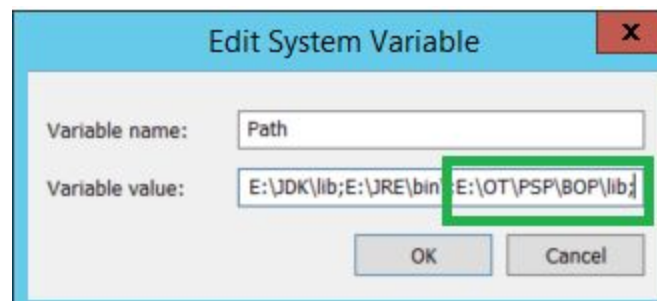 Edit System Variable
x
Variable name:
Path
Variable value:
E:\JDK\lib;E:\JRE\bin\;E:\OT\PSP\BOP\lib;
OK
Cancel